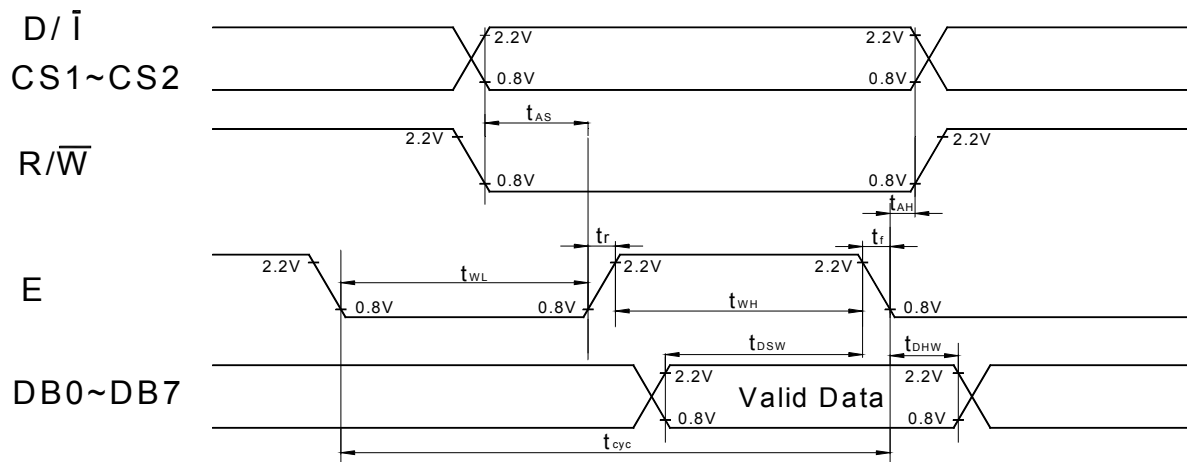 D/ Ī
CS1~CS2
2.2V 2.2V
0.8V 0.8V
tAS
R/W̅
2.2V 2.2V
0.8V 0.8V
tAH
tr tf
E
2.2V 2.2V 2.2V
tWL
0.8V 0.8V 0.8V
tWH
tDSW tDHW
DB0~DB7
2.2V Valid Data 2.2V
0.8V 0.8V
tcyc